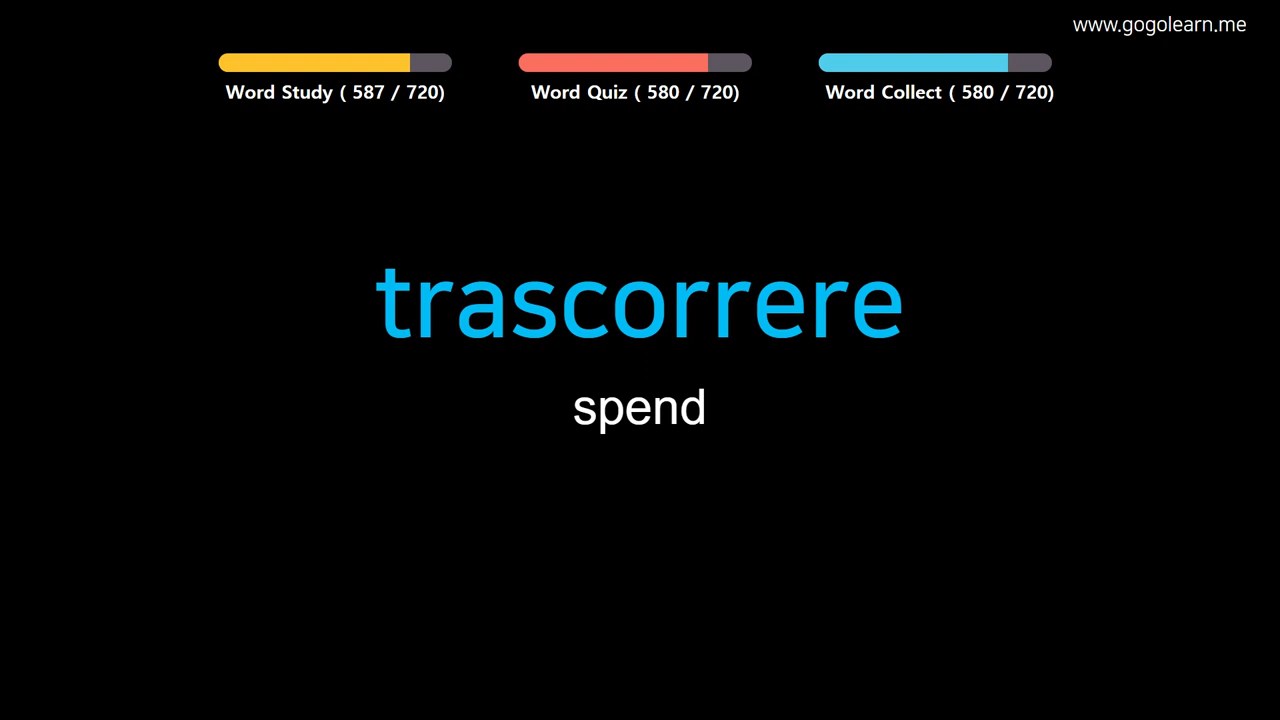 www.gogolearn.me
Word Study ( 587 / 720)
Word Quiz ( 580 / 720)
Word Collect ( 580 / 720)
trascorrere
spend